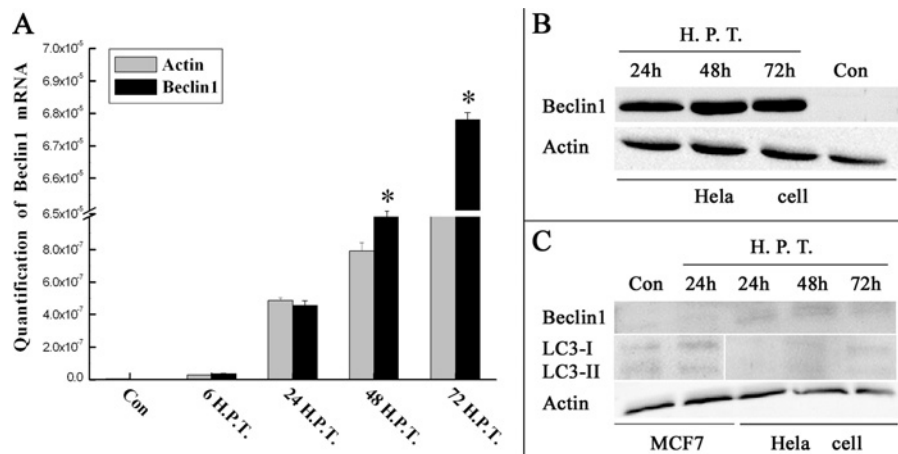 A
Quantification of Beclin1 mRNA
7.0x10⁻⁵
6.9x10⁻⁵
6.8x10⁻⁵
6.7x10⁻⁵
6.6x10⁻⁵
6.5x10⁻⁵
8.0x10⁻⁷
6.0x10⁻⁷
4.0x10⁻⁷
2.0x10⁻⁷
0.0
Actin
Beclin1
*
*
Con
6 H.P.T.
24 H.P.T.
48 H.P.T.
72 H.P.T.
B
H. P. T.
24h 48h 72h Con
Beclin1
Actin
Hela cell
C
H. P. T.
Con 24h 24h 48h 72h
Beclin1
LC3-I
LC3-II
Actin
MCF7 Hela cell